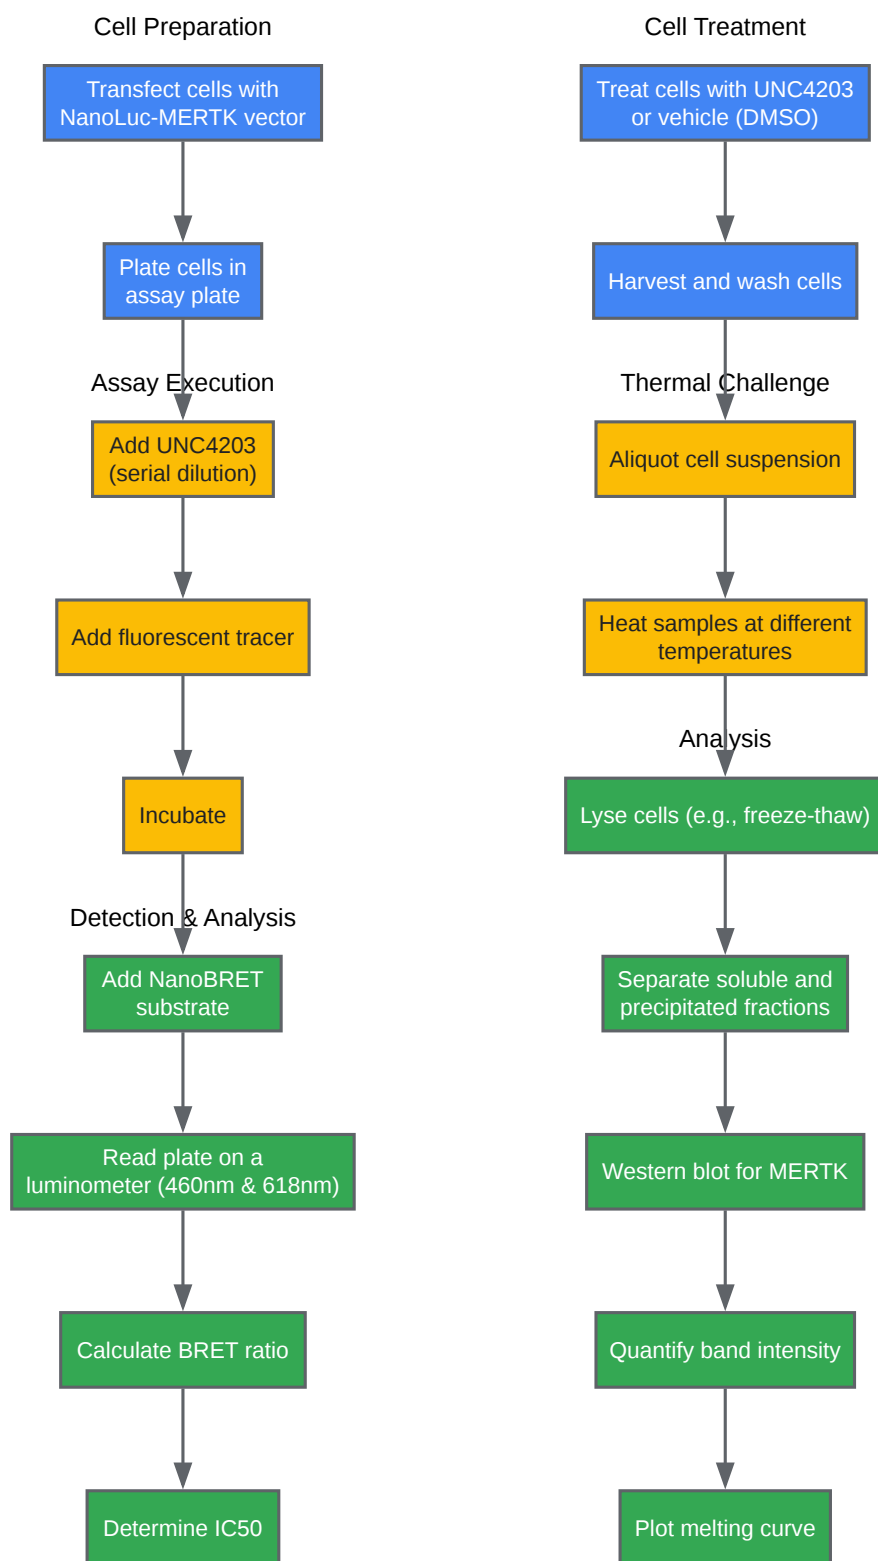 Cell Preparation
Transfect cells with
NanoLuc-MERTK vector
Plate cells in
assay plate
Assay Execution
Add UNC4203
(serial dilution)
Add fluorescent tracer
Incubate
Detection & Analysis
Add NanoBRET
substrate
Read plate on a
luminometer (460nm & 618nm)
Calculate BRET ratio
Determine IC50
Cell Treatment
Treat cells with UNC4203
or vehicle (DMSO)
Harvest and wash cells
Thermal Challenge
Aliquot cell suspension
Heat samples at different
temperatures
Analysis
Lyse cells (e.g., freeze-thaw)
Separate soluble and
precipitated fractions
Western blot for MERTK
Quantify band intensity
Plot melting curve